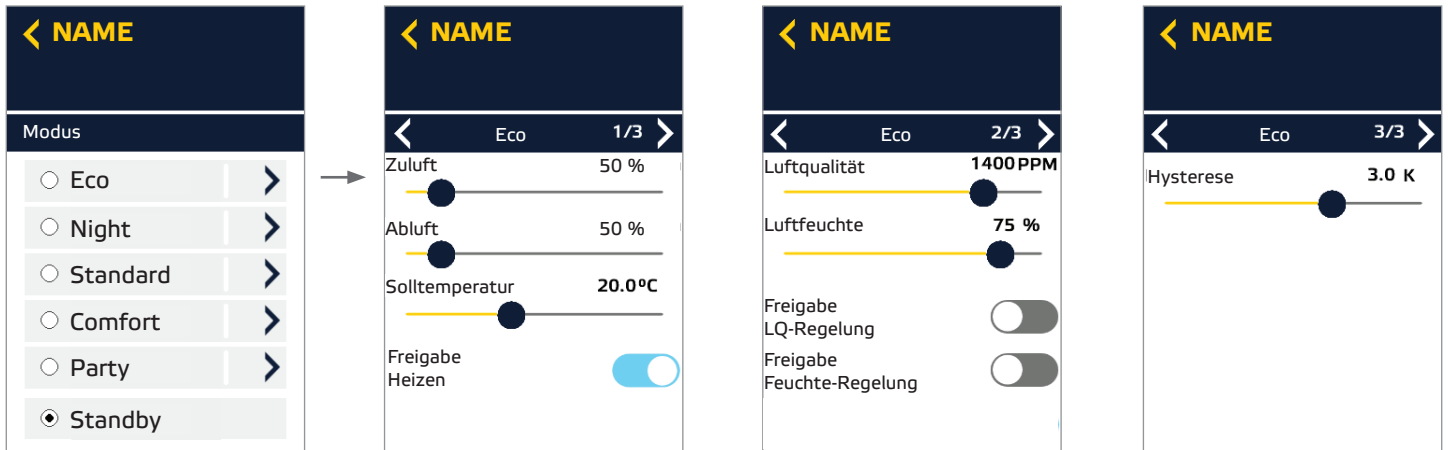 NAME
Modus
Eco
Night
Standard
Comfort
Party
Standby
NAME
Eco 1/3
Zuluft 50 %
Abluft 50 %
Solltemperatur 20.0ºC
Freigabe
Heizen
NAME
Eco 2/3
Luftqualität 1400 PPM
Luftfeuchte 75 %
Freigabe
LQ-Regelung
Freigabe
Feuchte-Regelung
NAME
Eco 3/3
Hysterese 3.0 K